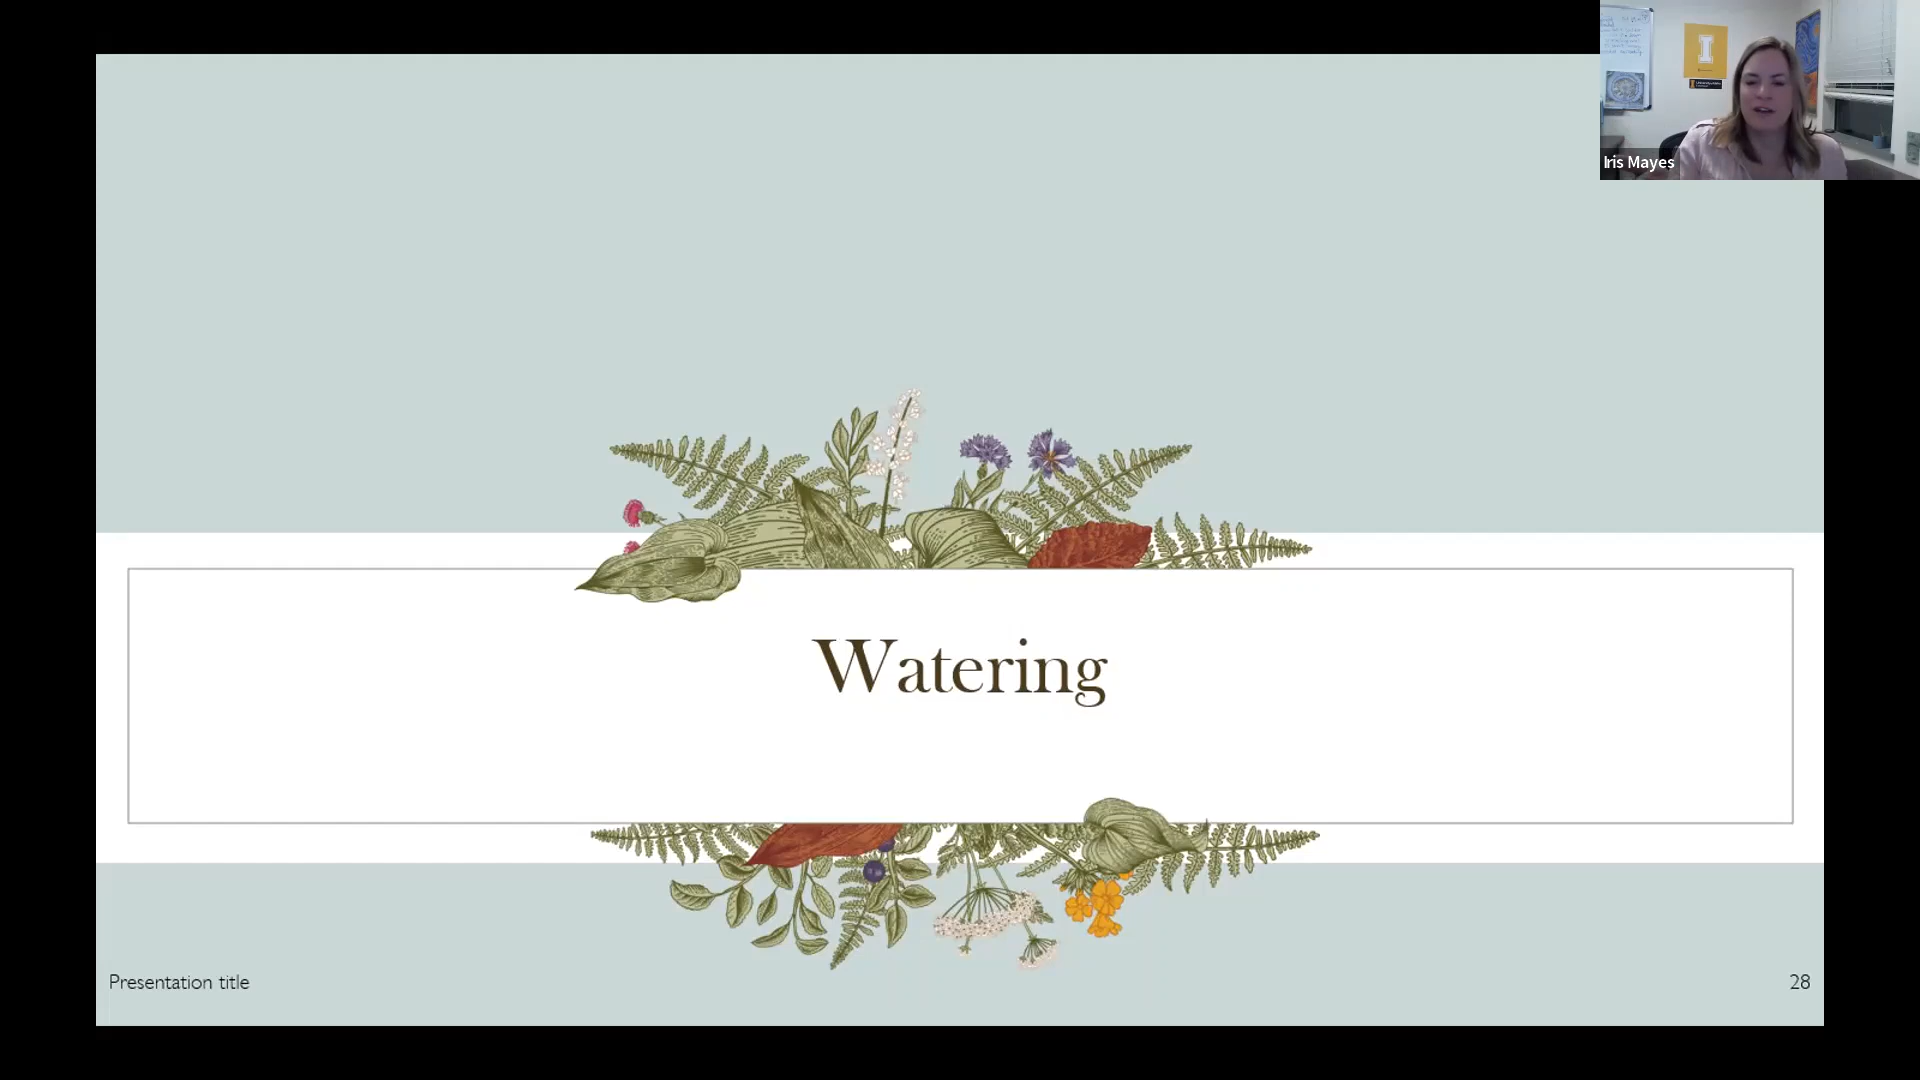 I
Iris Mayes
Watering
Presentation title
28